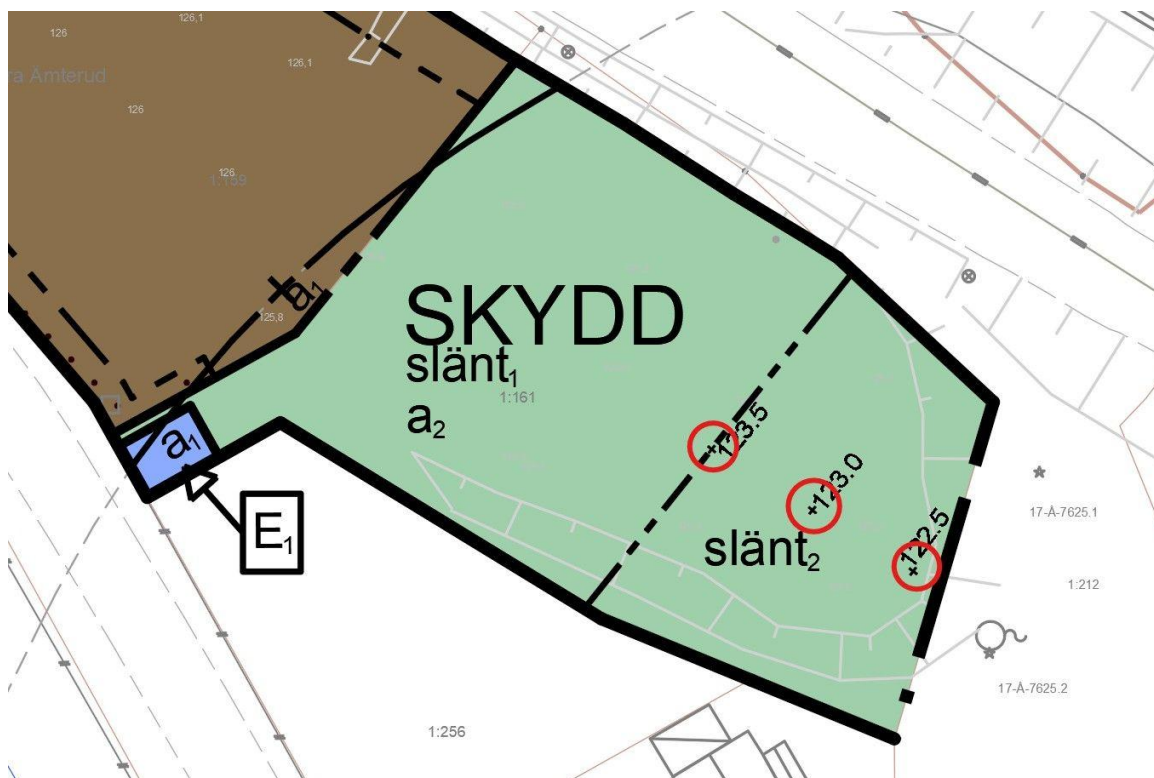 126
126,1
126,1
ra Amterud
126
126
1:159
125,8
a1
SKYDD
slänt1
1:161
a2
+123.5
+123.0
+122.5
slänt2
a1
E1
17-Å-7625.1
1:212
17-Å-7625.2
1:256